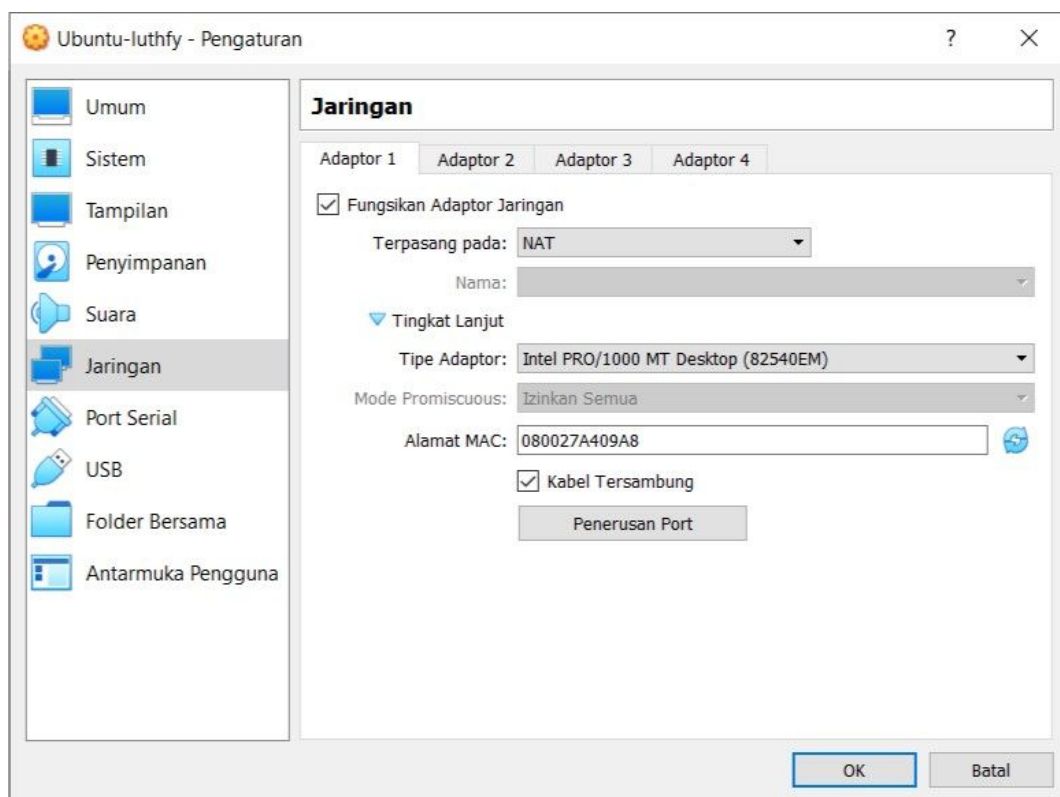 Ubuntu-luthfy - Pengaturan
?
Umum
Sistem
Tampilan
Penyimpanan
Suara
Jaringan
Port Serial
USB
Folder Bersama
Antarmuka Pengguna
Jaringan
Adaptor 1 Adaptor 2 Adaptor 3 Adaptor 4
Fungsikan Adaptor Jaringan
Terpasang pada: NAT
Nama:
Tingkat Lanjut
Tipe Adaptor: Intel PRO/1000 MT Desktop (82540EM)
Mode Promiscuous: Izinkan Semua
Alamat MAC: 080027A409A8
Kabel Tersambung
Penerusan Port
OK Batal